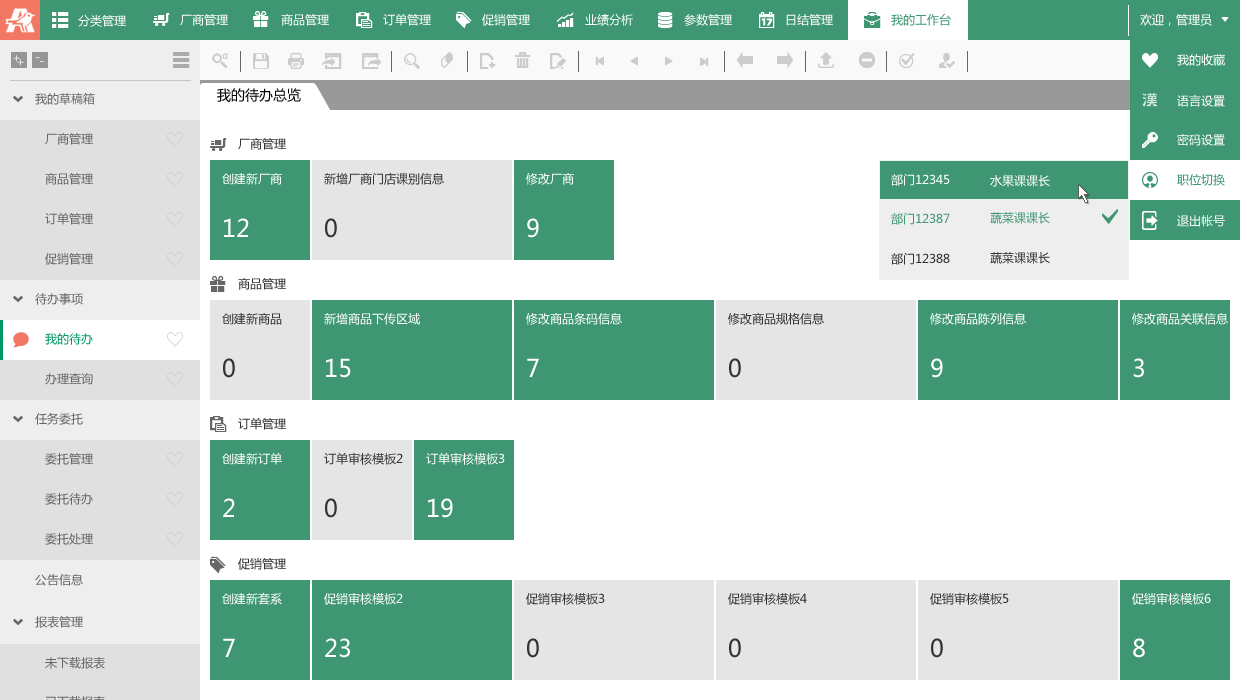 分类管理 厂商管理 商品管理 订单管理 促销管理 业绩分析 参数管理 日结管理 我的工作台 欢迎，管理员
17
我的收藏
漢 语言设置
密码设置
职位切换
退出帐号
我的草稿箱
厂商管理
商品管理
订单管理
促销管理
待办事项
我的待办
办理查询
任务委托
委托管理
委托待办
委托处理
公告信息
报表管理
未下载报表
已下载报表
我的待办总览
厂商管理
创建新厂商 新增厂商门店课别信息 修改厂商
12 0 9
部门12345 水果课课长
部门12387 蔬菜课课长
部门12388 蔬菜课课长
商品管理
创建新商品 新增商品下传区域 修改商品条码信息 修改商品规格信息 修改商品陈列信息 修改商品关联信息
0 15 7 0 9 3
订单管理
创建新订单 订单审核模板2 订单审核模板3
2 0 19
促销管理
创建新套系 促销审核模板2 促销审核模板3 促销审核模板4 促销审核模板5 促销审核模板6
7 23 0 0 0 8